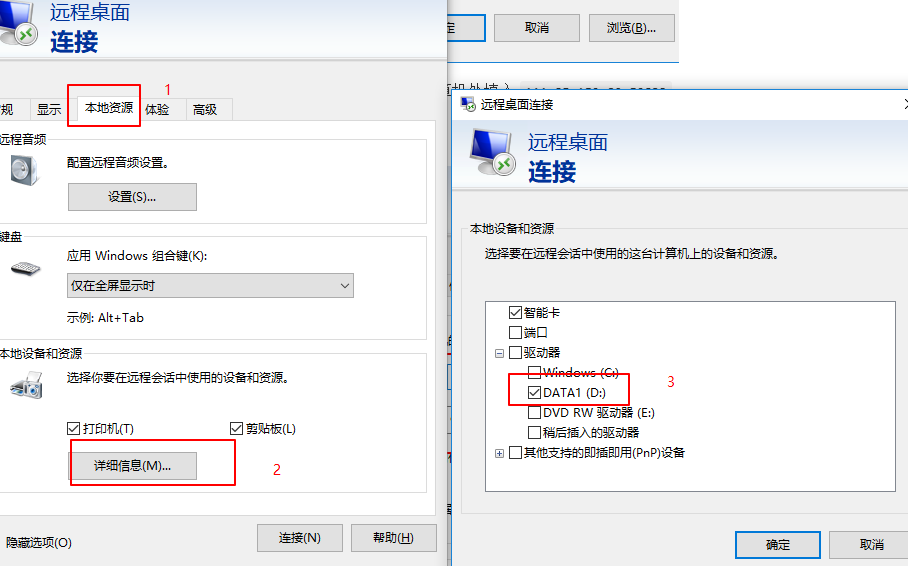 远程桌面
连接
1
规
显示
本地资源
体验
高级
远程音频
配置远程音频设置。
设置(S)...
键盘
应用 Windows 组合键(K):
仅在全屏显示时
示例: Alt+Tab
本地设备和资源
选择你要在远程会话中使用的设备和资源。
打印机(T)
剪贴板(L)
详细信息(M)...
2
隐藏选项(O)
连接(N)
帮助(H)
定
取消
浏览(B)...
远程桌面连接
远程桌面
连接
本地设备和资源
选择要在远程会话中使用的这台计算机上的设备和资源。
智能卡
端口
驱动器
Windows (C:)
DATA1 (D:)
3
DVD RW 驱动器 (E:)
稍后插入的驱动器
其他支持的即插即用(PnP)设备
确定
取消